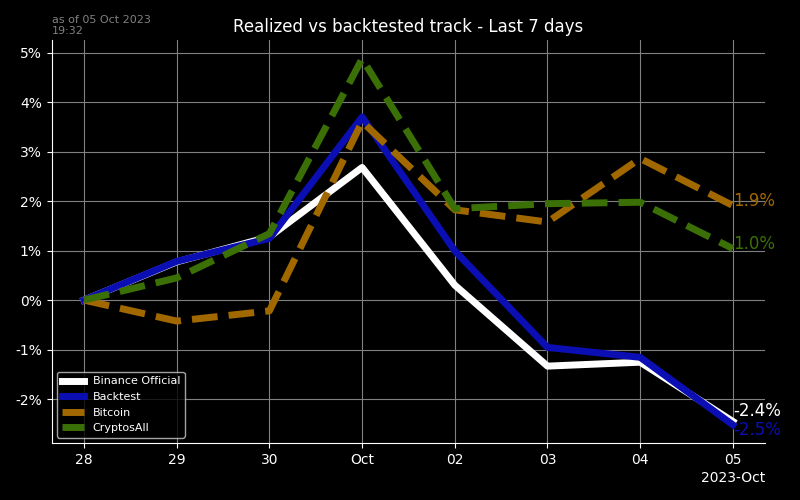 as of 05 Oct 2023
19:32
Realized vs backtested track - Last 7 days
5%
4%
3%
2%
1%
0%
-1%
-2%
1.9%
1.0%
-2.4%
-2.5%
Binance Official
Backtest
Bitcoin
CryptosAll
28 29 30 Oct 02 03 04 05
2023-Oct